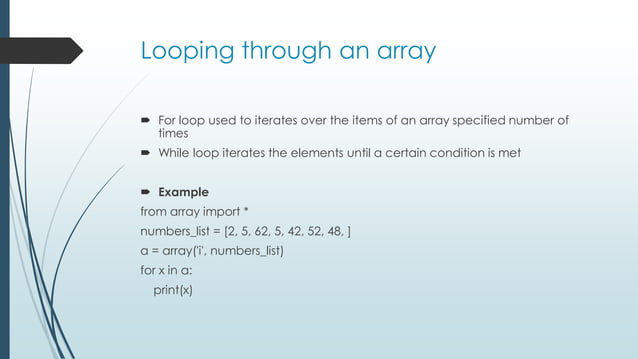 Looping through an array
For loop used to iterates over the items of an array specified number of
times
While loop iterates the elements until a certain condition is met
Example
from array import *
numbers_list = [2, 5, 62, 5, 42, 52, 48, ]
a = array('i', numbers_list)
for x in a:
print(x)